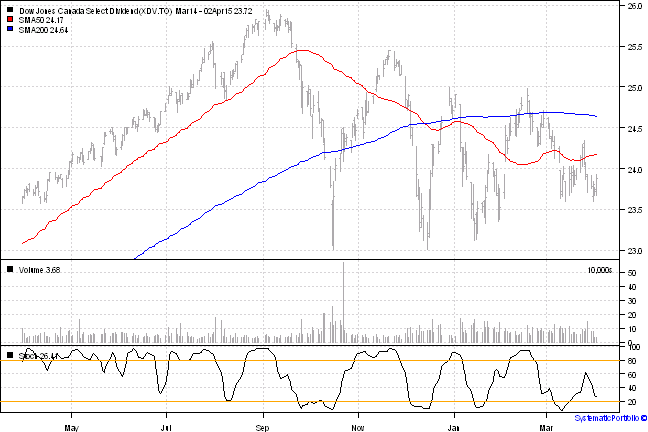 Dow Jones Canada Select Dividend(XDV.TO) Mar14 - 02Apr15 23.72
SMA50 24.17
SMA200 24.64
26.0
25.5
25.0
24.5
24.0
23.5
23.0
Volume 3.68
10,000s
50
40
30
20
10
0
100
80
60
40
20
May
Jul
Sep
Nov
Jan
Mar
SystematicPortfolio ©